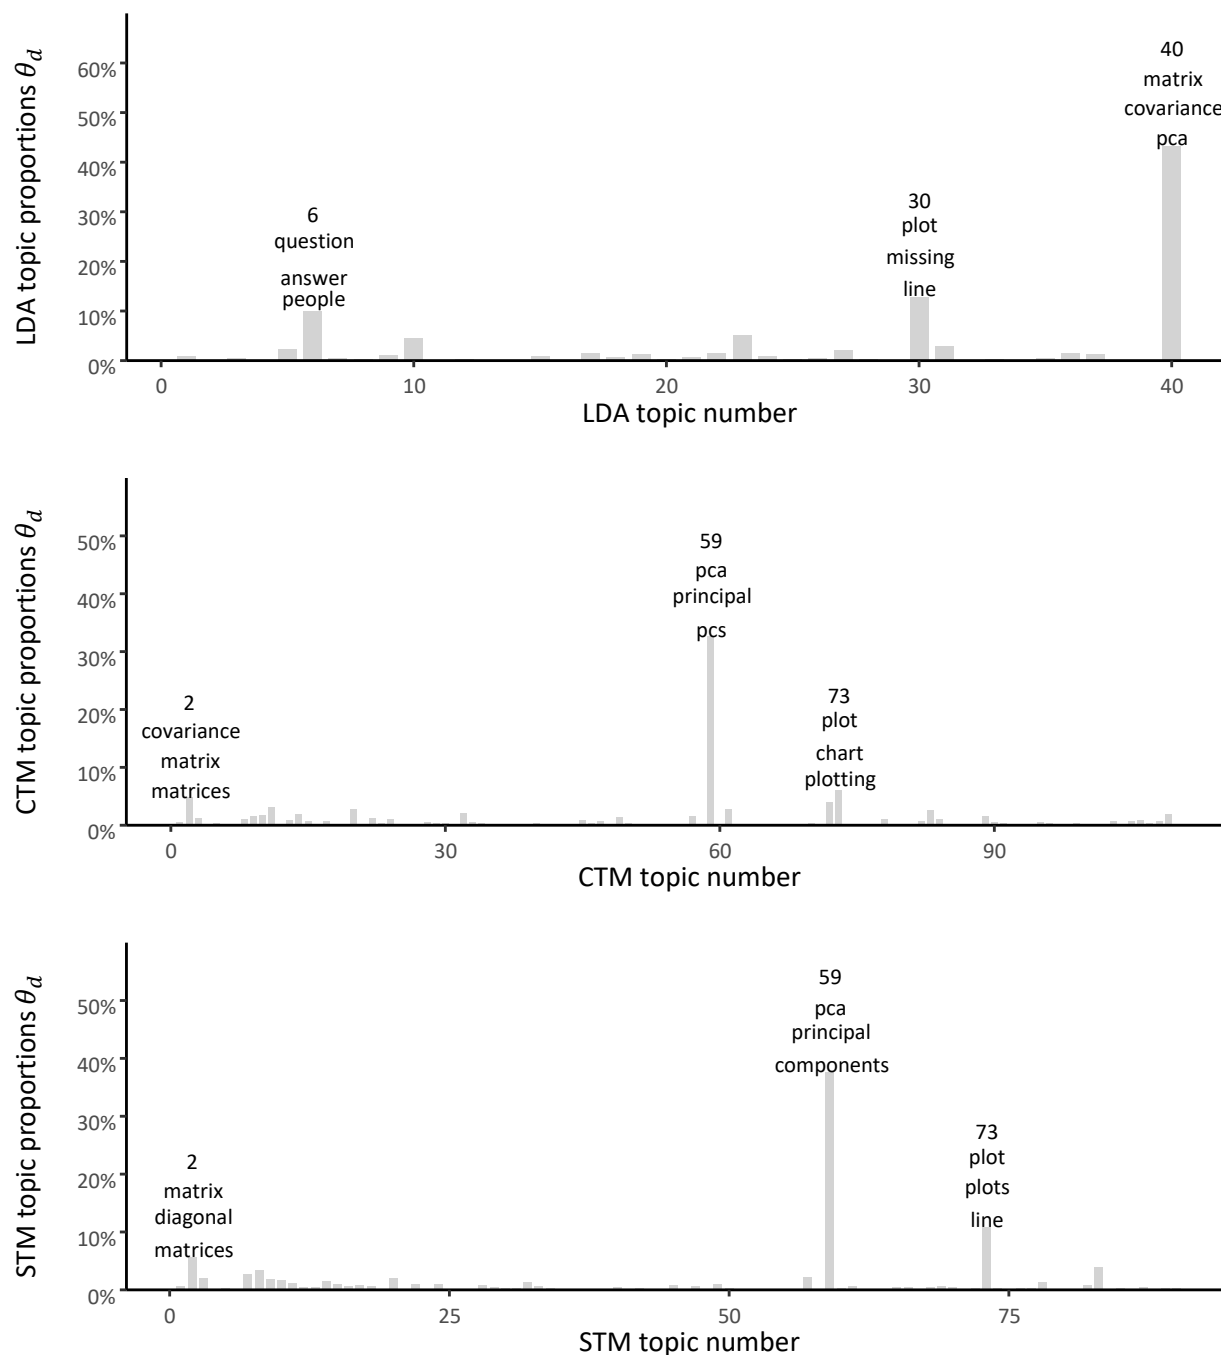 LDA topic proportions θd
60%
50%
40%
30%
20%
10%
0%
6
question
answer
people
30
plot
missing
line
40
matrix
covariance
pca
0
10
20
30
40
LDA topic number
CTM topic proportions θd
50%
40%
30%
20%
10%
0%
2
covariance
matrix
matrices
59
pca
principal
pcs
73
plot
chart
plotting
0
30
60
90
CTM topic number
STM topic proportions θd
50%
40%
30%
20%
10%
0%
2
matrix
diagonal
matrices
59
pca
principal
components
73
plot
plots
line
0
25
50
75
STM topic number